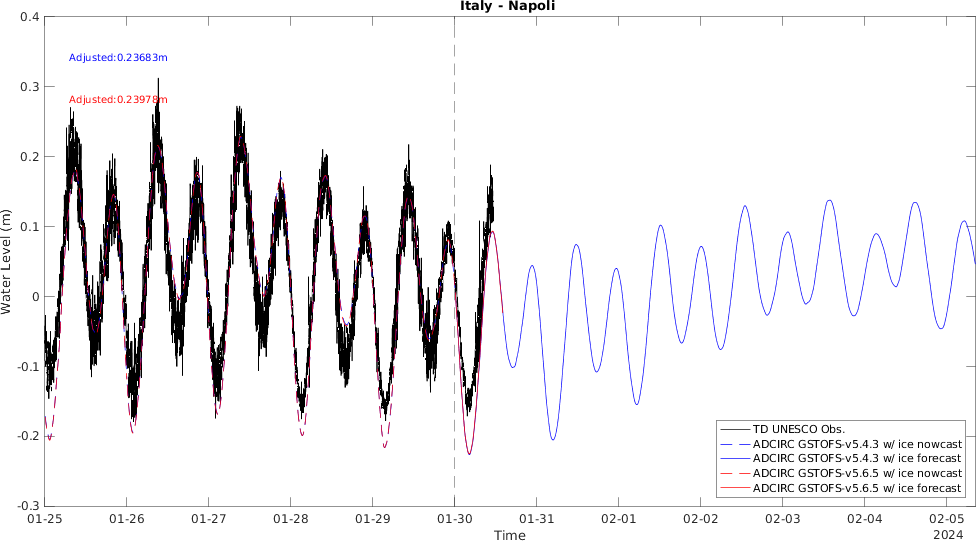 Italy - Napoli
0.4
Adjusted:0.23683m
0.3
Adjusted:0.23978m
0.2
0.1
0
-0.1
-0.2
-0.3
Water Level (m)
TD UNESCO Obs.
ADCIRC GSTOFS-v5.4.3 w/ ice nowcast
ADCIRC GSTOFS-v5.4.3 w/ ice forecast
ADCIRC GSTOFS-v5.6.5 w/ ice nowcast
ADCIRC GSTOFS-v5.6.5 w/ ice forecast
01-25 01-26 01-27 01-28 01-29 01-30 01-31 02-01 02-02 02-03 02-04 02-05
Time
2024